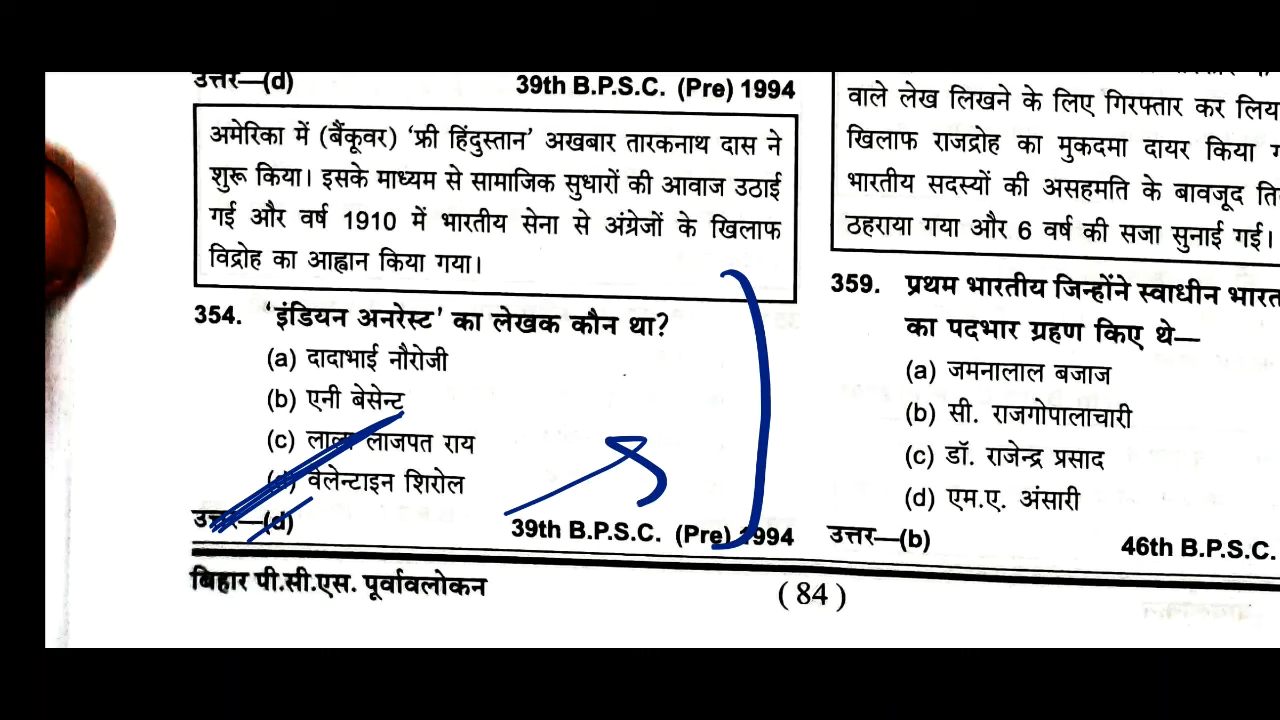 उत्तर—(d) 39th B.P.S.C. (Pre) 1994
अमेरिका में (बैंकूवर) ‘फ्री हिंदुस्तान’ अखबार तारकनाथ दास ने
शुरू किया। इसके माध्यम से सामाजिक सुधारों की आवाज उठाई
गई और वर्ष 1910 में भारतीय सेना से अंग्रेजों के खिलाफ
विद्रोह का आह्वान किया गया।
354. ‘इंडियन अनरेस्ट’ का लेखक कौन था?
(a) दादाभाई नौरोजी
(b) एनी बेसेन्ट
(c) लाला लाजपत राय
(d) वेलेन्टाइन शिरोल
उत्तर—(d) 39th B.P.S.C. (Pre) 1994
वाले लेख लिखने के लिए गिरफ्तार कर लिय
खिलाफ राजद्रोह का मुकदमा दायर किया
भारतीय सदस्यों की असहमति के बावजूद
ठहराया गया और 6 वर्ष की सजा सुनाई गई।
359. प्रथम भारतीय जिन्होंने स्वाधीन भारत
का पदभार ग्रहण किए थे—
(a) जमनालाल बजाज
(b) सी. राजगोपालाचारी
(c) डॉ. राजेन्द्र प्रसाद
(d) एम.ए. अंसारी
उत्तर—(b) 46th B.P.S.C.
बिहार पी.सी.एस. पूर्वावलोकन ( 84 )